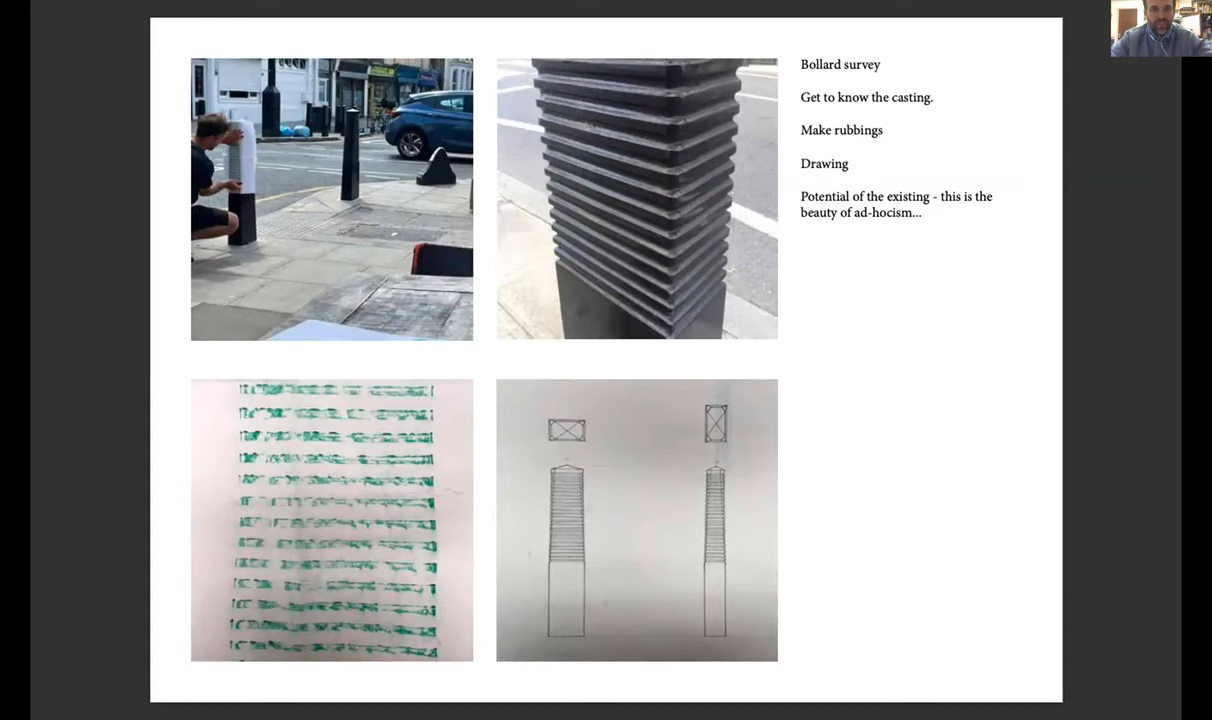 Bollard survey
Get to know the casting.
Make rubbings
Drawing
Potential of the existing - this is the
beauty of ad-hocism...